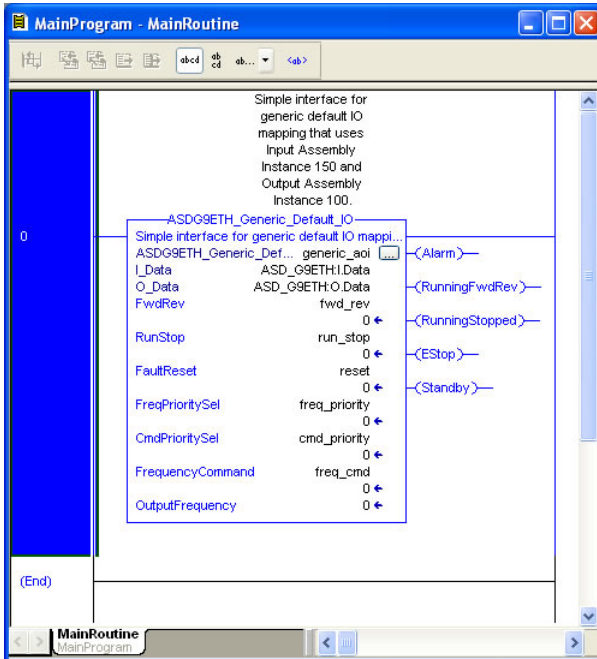 MainProgram - MainRoutine
abcd
ab
cd
ab...
<ab>
Simple interface for
generic default IO
mapping that uses
Input Assembly
Instance 150 and
Output Assembly
Instance 100.
ASDG9ETH_Generic_Default_IO
0
Simple interface for generic default IO mappi...
ASDG9ETH_Generic_Def... generic_aoi ...
(Alarm)
I_Data ASD_G9ETH:I.Data
O_Data ASD_G9ETH:O.Data
(RunningFwdRev)
FwdRev fwd_rev
0
(RunningStopped)
RunStop run_stop
0
(EStop)
FaultReset reset
0
(Standby)
FreqPrioritySel freq_priority
0
CmdPrioritySel cmd_priority
0
FrequencyCommand freq_cmd
0
OutputFrequency 0
(End)
MainRoutine
MainProgram